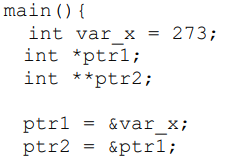 main(){
int var_x = 273;
int *ptr1;
int **ptr2;
ptr1 = &var_x;
ptr2 = &ptr1;